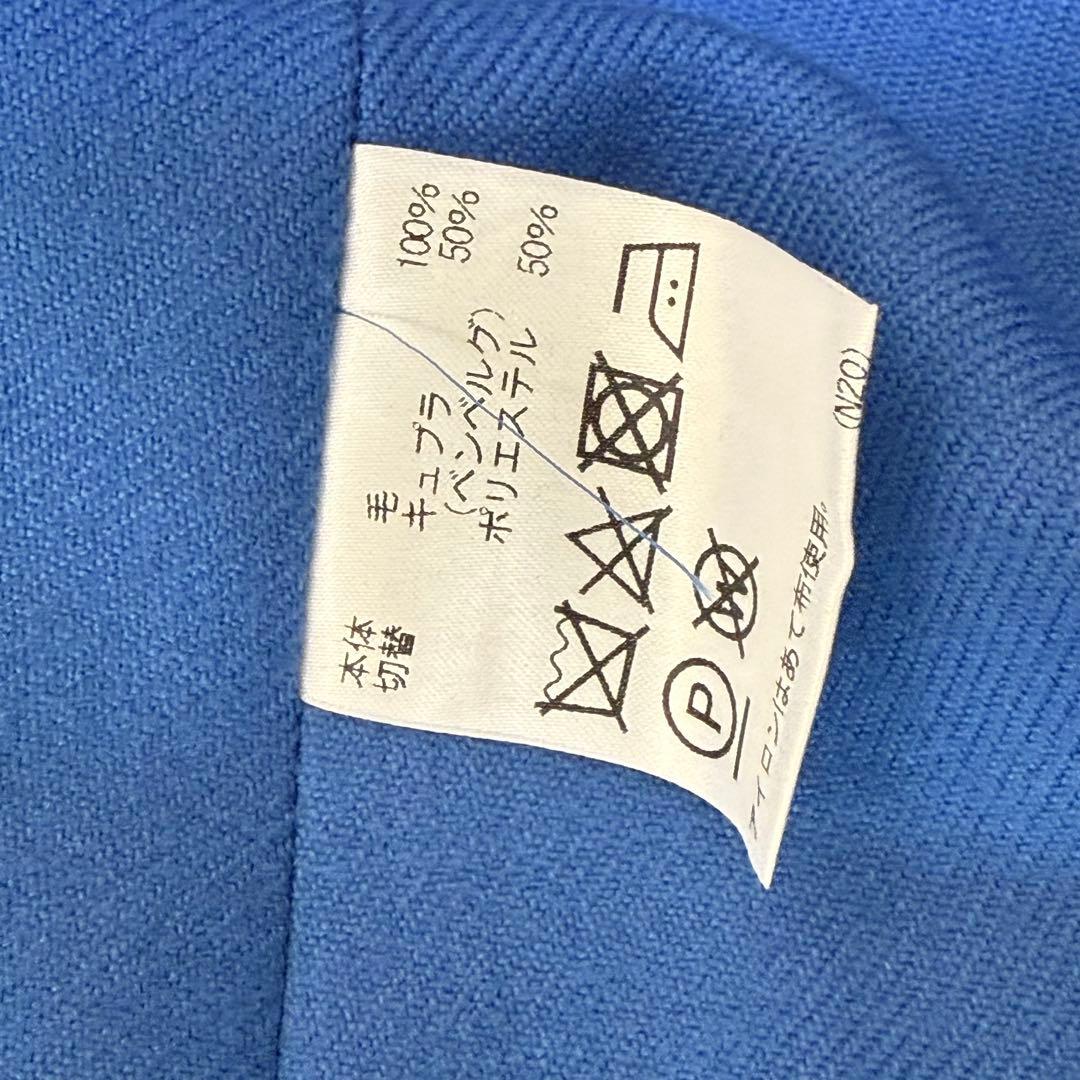 本体 毛 100%
切替 キュプラ 50%
(ベンベルグ)
ポリエステル 50%
P W
アイロンはあて布使用"
(N20)